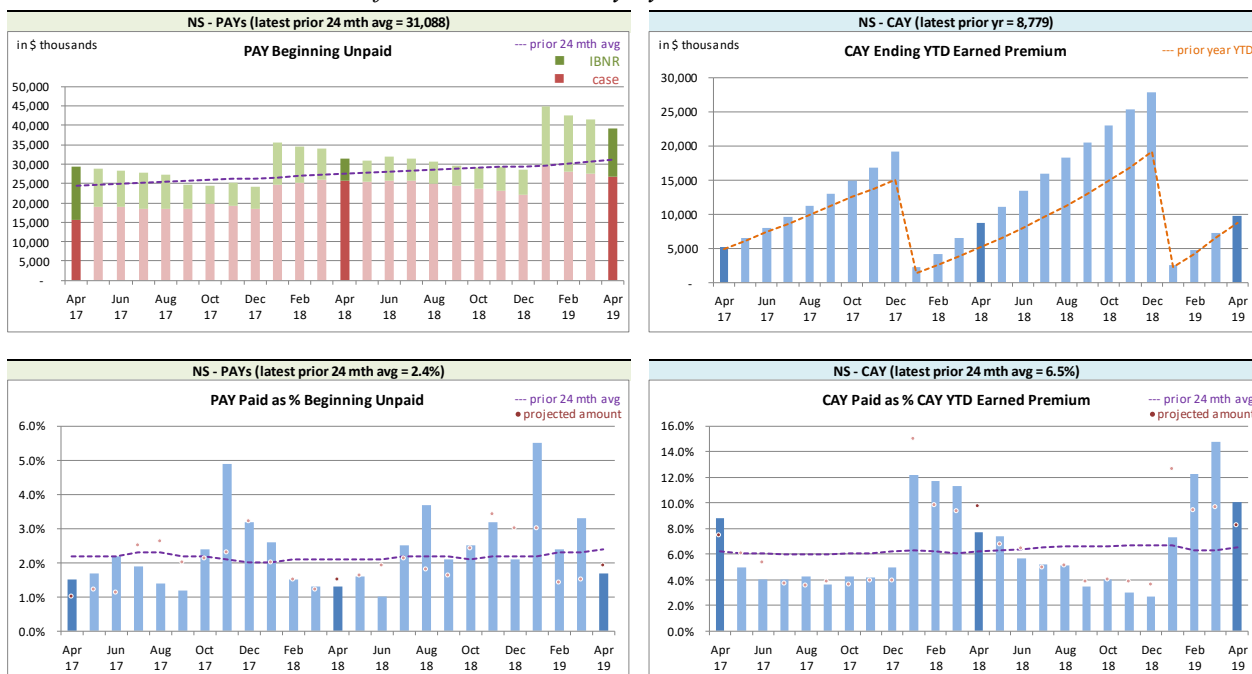 NS - PAYs (latest prior 24 mth avg = 31,088)
in $ thousands
PAY Beginning Unpaid
--- prior 24 mth avg
IBNR
case
50,000
45,000
40,000
35,000
30,000
25,000
20,000
15,000
10,000
5,000
-
Apr Jun Aug Oct Dec Feb Apr Jun Aug Oct Dec Feb Apr
17 17 17 17 17 18 18 18 18 18 18 19 19
NS - CAY (latest prior yr = 8,779)
in $ thousands
CAY Ending YTD Earned Premium
--- prior year YTD
30,000
25,000
20,000
15,000
10,000
5,000
-
Apr Jun Aug Oct Dec Feb Apr Jun Aug Oct Dec Feb Apr
17 17 17 17 17 18 18 18 18 18 18 19 19
NS - PAYs (latest prior 24 mth avg = 2.4%)
PAY Paid as % Beginning Unpaid
--- prior 24 mth avg
• projected amount
6.0%
5.0%
4.0%
3.0%
2.0%
1.0%
0.0%
Apr Jun Aug Oct Dec Feb Apr Jun Aug Oct Dec Feb Apr
17 17 17 17 17 18 18 18 18 18 18 19 19
NS - CAY (latest prior 24 mth avg = 6.5%)
CAY Paid as % CAY YTD Earned Premium
--- prior 24 mth avg
• projected amount
16.0%
14.0%
12.0%
10.0%
8.0%
6.0%
4.0%
2.0%
0.0%
Apr Jun Aug Oct Dec Feb Apr Jun Aug Oct Dec Feb Apr
17 17 17 17 17 18 18 18 18 18 18 19 19